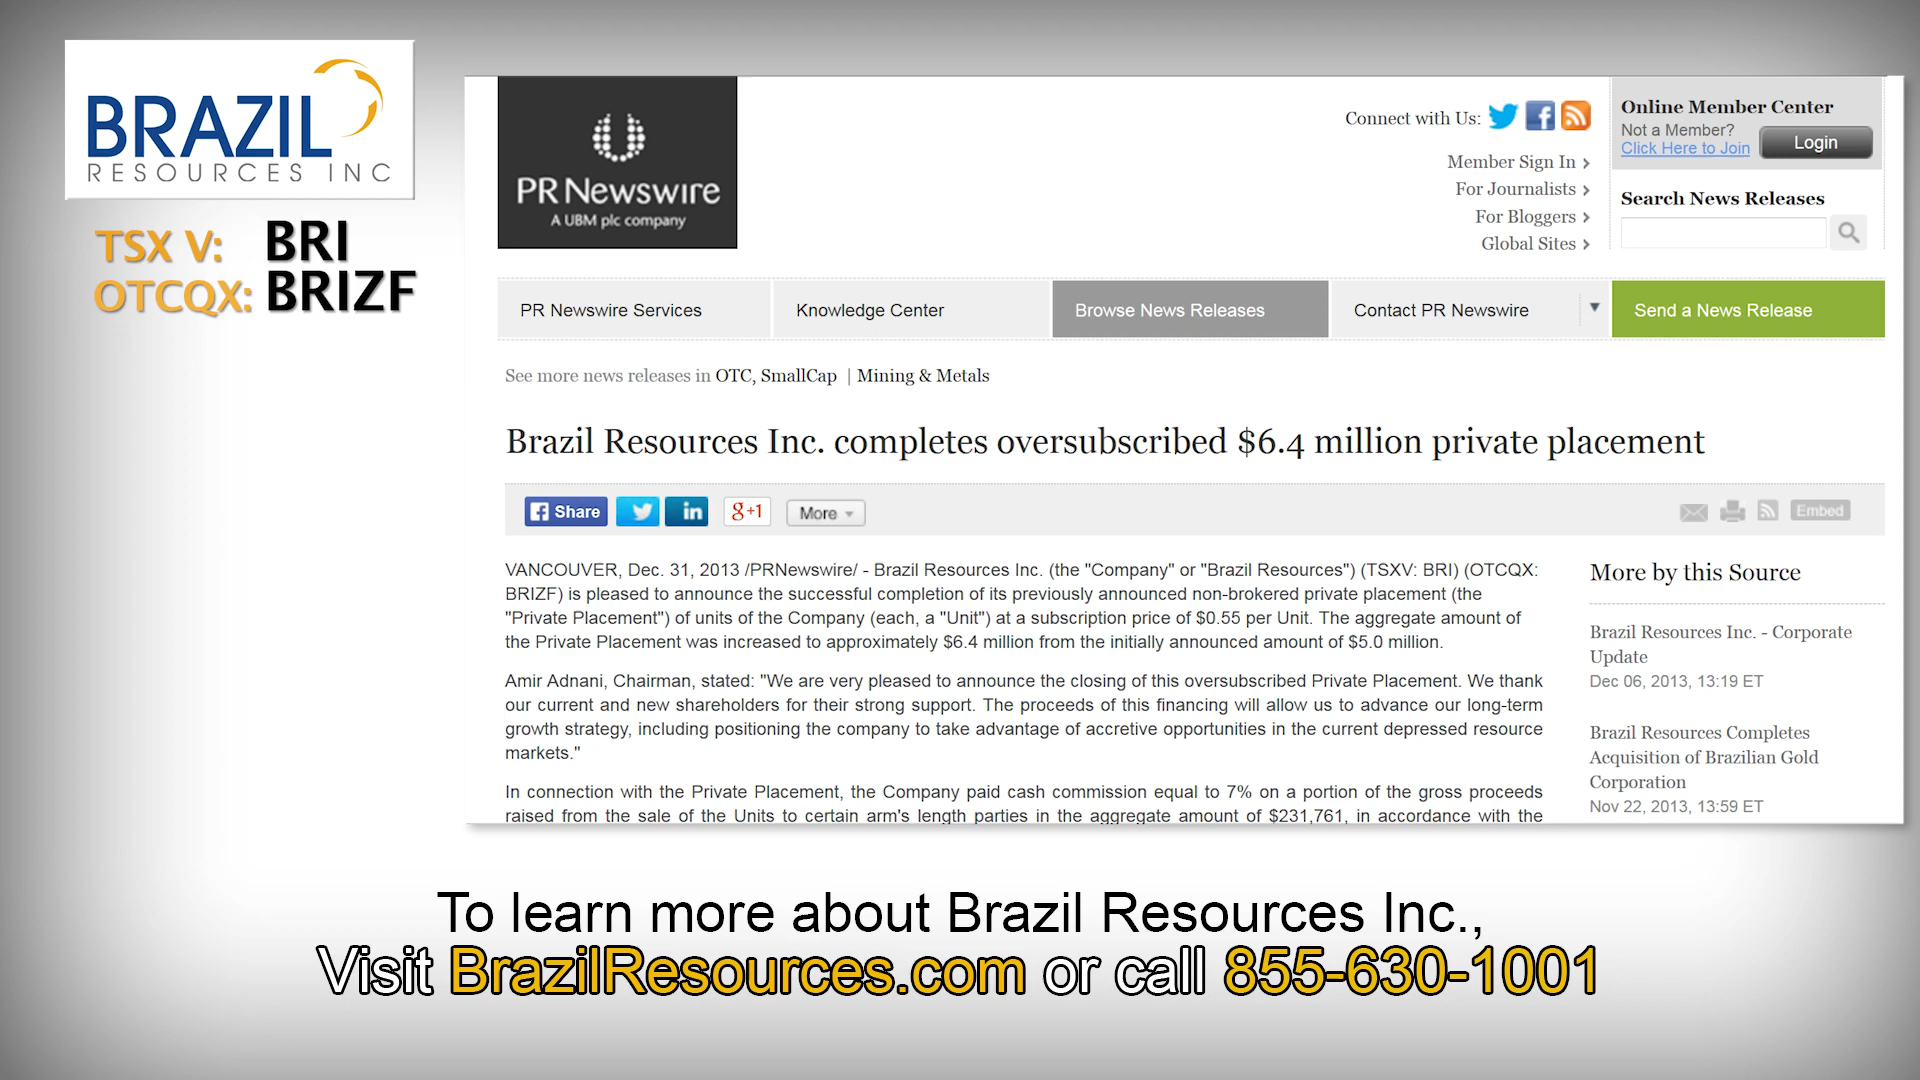 BRAZIL
RESOURCES INC
TSX V: BRI
OTCQX: BRIZF
PR Newswire
A UBM plc company
Connect with Us:
Member Sign In
For Journalists
For Bloggers
Global Sites
Online Member Center
Not a Member?
Click Here to Join
Login
Search News Releases
PR Newswire Services
Knowledge Center
Browse News Releases
Contact PR Newswire
Send a News Release
See more news releases in OTC, SmallCap | Mining & Metals
Brazil Resources Inc. completes oversubscribed $6.4 million private placement
Share
in
g+1
More
Embed
VANCOUVER, Dec. 31, 2013 /PRNewswire/ - Brazil Resources Inc. (the "Company" or "Brazil Resources") (TSXV: BRI) (OTCQX:
BRIZF) is pleased to announce the successful completion of its previously announced non-brokered private placement (the
"Private Placement") of units of the Company (each, a "Unit") at a subscription price of $0.55 per Unit. The aggregate amount of
the Private Placement was increased to approximately $6.4 million from the initially announced amount of $5.0 million.
Amir Adnani, Chairman, stated: "We are very pleased to announce the closing of this oversubscribed Private Placement. We thank
our current and new shareholders for their strong support. The proceeds of this financing will allow us to advance our long-term
growth strategy, including positioning the company to take advantage of accretive opportunities in the current depressed resource
markets."
In connection with the Private Placement, the Company paid cash commission equal to 7% on a portion of the gross proceeds
raised from the sale of the Units to certain arm's length parties in the aggregate amount of $231,761, in accordance with the
More by this Source
Brazil Resources Inc. - Corporate
Update
Dec 06, 2013, 13:19 ET
Brazil Resources Completes
Acquisition of Brazilian Gold
Corporation
Nov 22, 2013, 13:59 ET
To learn more about Brazil Resources Inc.,
Visit BrazilResources.com or call 855-630-1001